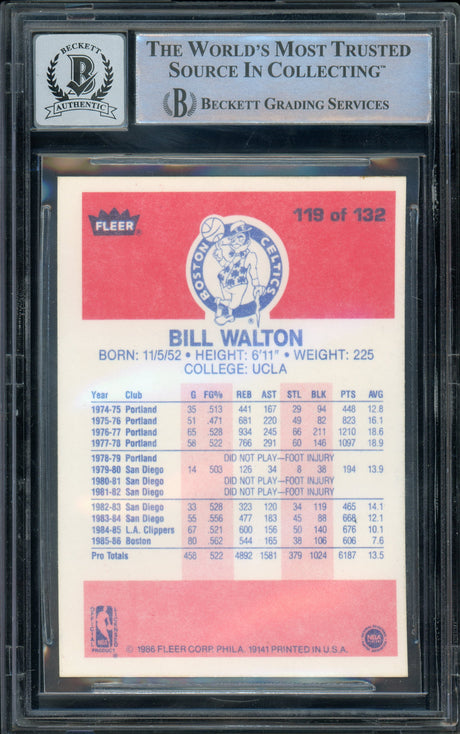 BECKETT
B
AUTHENTIC
THE WORLD'S MOST TRUSTED
SOURCE IN COLLECTING™
B BECKETT GRADING SERVICES
FLEER®
119 of 132
BOSTON CELTICS
BILL WALTON
BORN: 11/5/52 • HEIGHT: 6'11" • WEIGHT: 225
COLLEGE: UCLA
Year Club G FG% REB AST STL BLK PTS AVG
1974-75 Portland 35 .513 441 167 29 94 448 12.8
1975-76 Portland 51 .471 681 220 49 82 823 16.1
1976-77 Portland 65 .528 934 245 66 211 1210 18.6
1977-78 Portland 58 .522 766 291 60 146 1097 18.9
1978-79 Portland DID NOT PLAY—FOOT INJURY
1979-80 San Diego 14 .503 126 34 8 38 194 13.9
1980-81 San Diego DID NOT PLAY—FOOT INJURY
1981-82 San Diego DID NOT PLAY—FOOT INJURY
1982-83 San Diego 33 .528 323 120 34 119 465 14.1
1983-84 San Diego 55 .556 477 183 45 88 668 12.1
1984-85 L.A. Clippers 67 .521 600 156 50 140 676 10.1
1985-86 Boston 80 .562 544 165 38 106 606 7.6
Pro Totals 458 .522 4892 1581 379 1024 6187 13.5
OFFICIAL LICENSED
NBA
PRODUCT
© 1986 FLEER CORP. PHILA. 19141 PRINTED IN U.S.A.